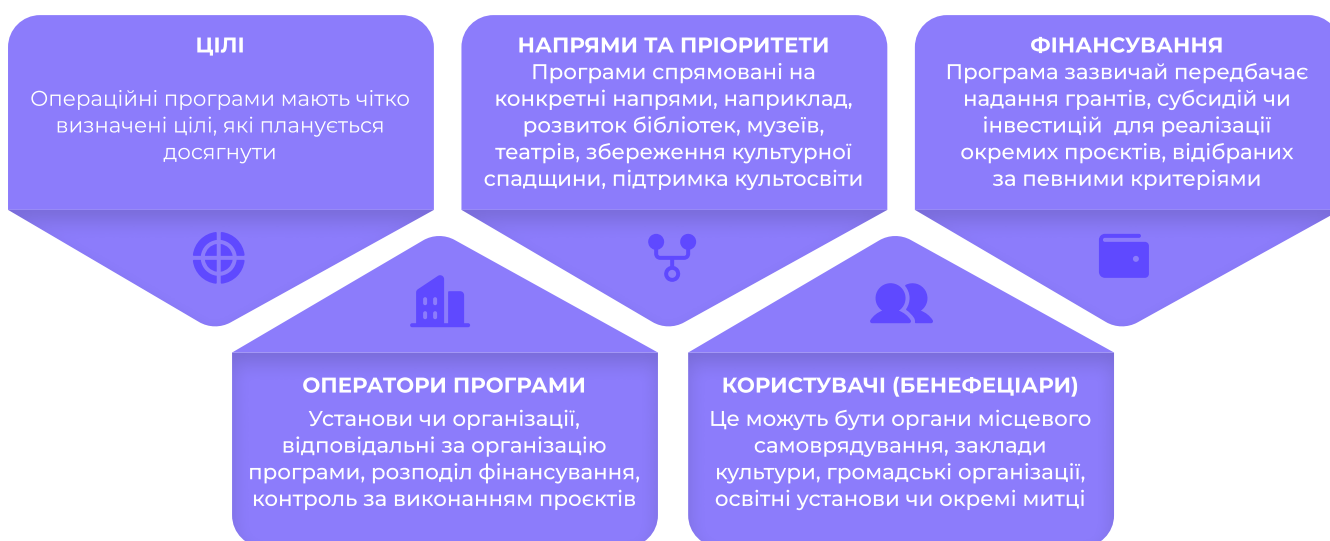 ЦІЛІ
Операційні програми мають чітко
визначені цілі, які планується
досягнути
НАПРЯМИ ТА ПРІОРИТЕТИ
Програми спрямовані на
конкретні напрями, наприклад,
розвиток бібліотек, музеїв,
театрів, збереження культурної
спадщини, підтримка культосвіти
ФІНАНСУВАННЯ
Програма зазвичай передбачає
надання грантів, субсидій чи
інвестицій для реалізації
окремих проєктів, відібраних
за певними критеріями
ОПЕРАТОРИ ПРОГРАМИ
Установи чи організації,
відповідальні за організацію
програми, розподіл фінансування,
контроль за виконанням проєктів
КОРИСТУВАЧІ (БЕНЕФЕЦІАРИ)
Це можуть бути органи місцевого
самоврядування, заклади
культури, громадські організації,
освітні установи чи окремі митці